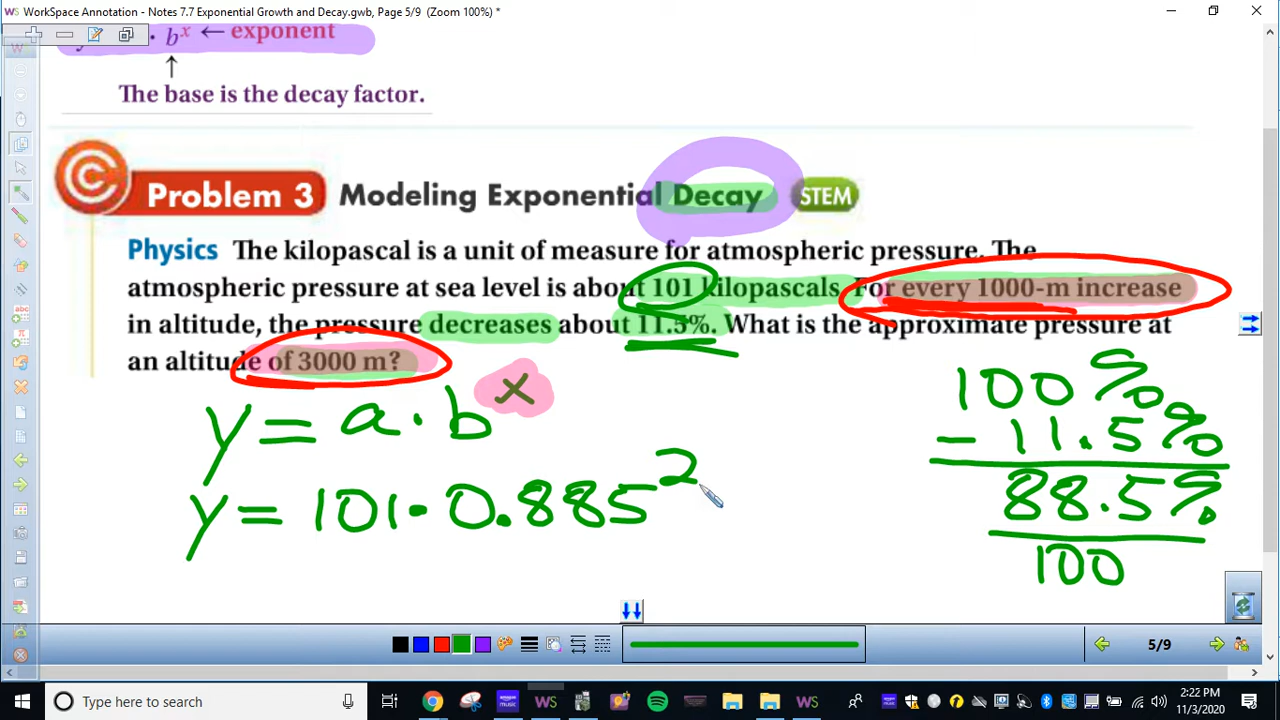 WorkSpace Annotation - Notes 7.7 Exponential Growth and Decay.gwb, Page 5/9 (Zoom 100%) *
· bˣ ← exponent
The base is the decay factor.
Problem 3 Modeling Exponential Decay STEM
Physics The kilopascal is a unit of measure for atmospheric pressure. The
atmospheric pressure at sea level is about 101 kilopascals. For every 1000-m increase
in altitude, the pressure decreases about 11.5%. What is the approximate pressure at
an altitude of 3000 m?
y = a · bˣ
y = 101 · 0.885²
100%
- 11.5%
88.5%
100
5/9
Type here to search
2:22 PM
11/3/2020